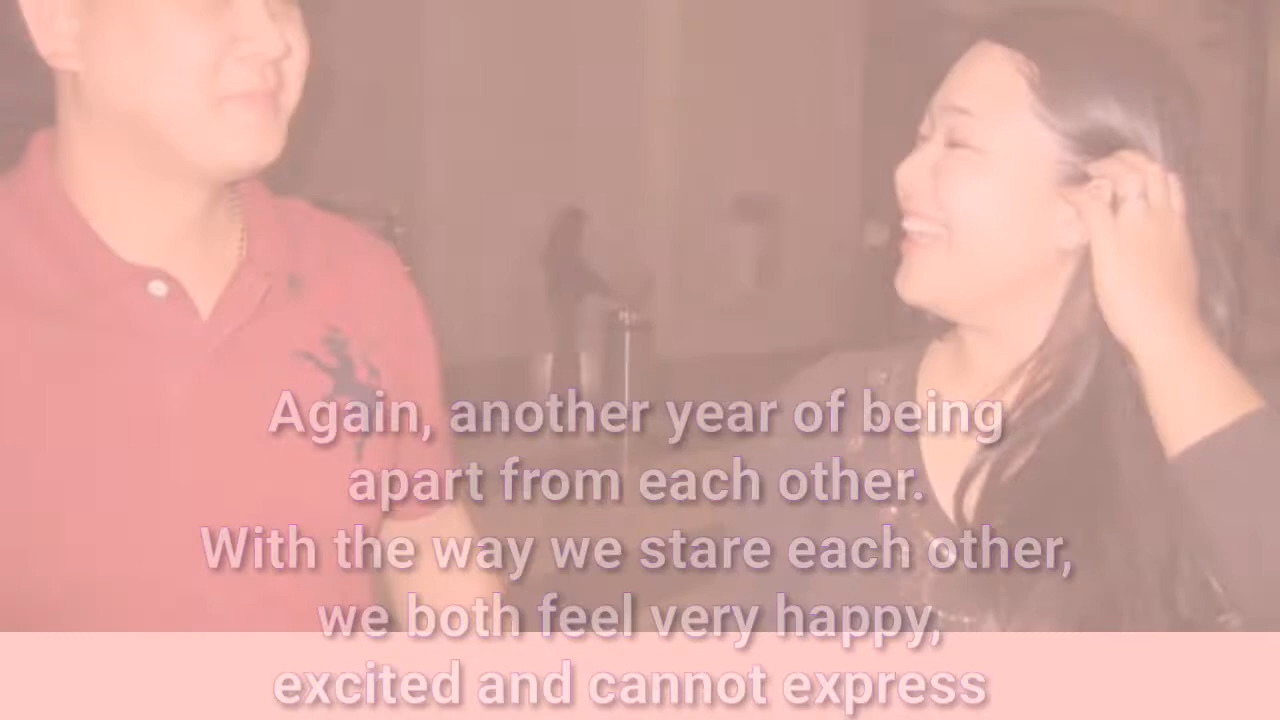 Again, another year of being
apart from each other.
With the way we stare each other,
we both feel very happy,
excited and cannot express